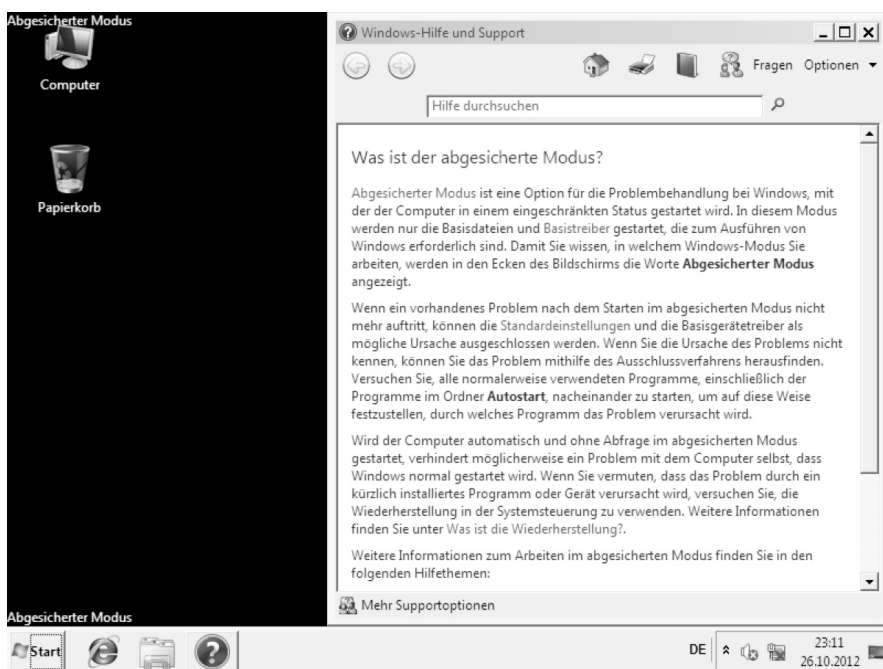 Abgesicherter Modus
Computer
Papierkorb
Windows-Hilfe und Support
Fragen Optionen
Hilfe durchsuchen
Was ist der abgesicherte Modus?
Abgesicherter Modus ist eine Option für die Problembehandlung bei Windows, mit
der der Computer in einem eingeschränkten Status gestartet wird. In diesem Modus
werden nur die Basisdateien und Basistreiber gestartet, die zum Ausführen von
Windows erforderlich sind. Damit Sie wissen, in welchem Windows-Modus Sie
arbeiten, werden in den Ecken des Bildschirms die Worte Abgesicherter Modus
angezeigt.
Wenn ein vorhandenes Problem nach dem Starten im abgesicherten Modus nicht
mehr auftritt, können die Standardeinstellungen und die Basisgerätetreiber als
mögliche Ursache ausgeschlossen werden. Wenn Sie die Ursache des Problems nicht
kennen, können Sie das Problem mithilfe des Ausschlussverfahrens herausfinden.
Versuchen Sie, alle normalerweise verwendeten Programme, einschließlich der
Programme im Ordner Autostart, nacheinander zu starten, um auf diese Weise
festzustellen, durch welches Programm das Problem verursacht wird.
Wird der Computer automatisch und ohne Abfrage im abgesicherten Modus
gestartet, verhindert möglicherweise ein Problem mit dem Computer selbst, dass
Windows normal gestartet wird. Wenn Sie vermuten, dass das Problem durch ein
kürzlich installiertes Programm oder Gerät verursacht wird, versuchen Sie, die
Wiederherstellung in der Systemsteuerung zu verwenden. Weitere Informationen
finden Sie unter Was ist die Wiederherstellung?.
Weitere Informationen zum Arbeiten im abgesicherten Modus finden Sie in den
folgenden Hilfethemen:
Mehr Supportoptionen
Abgesicherter Modus
Start
DE
23:11
26.10.2012